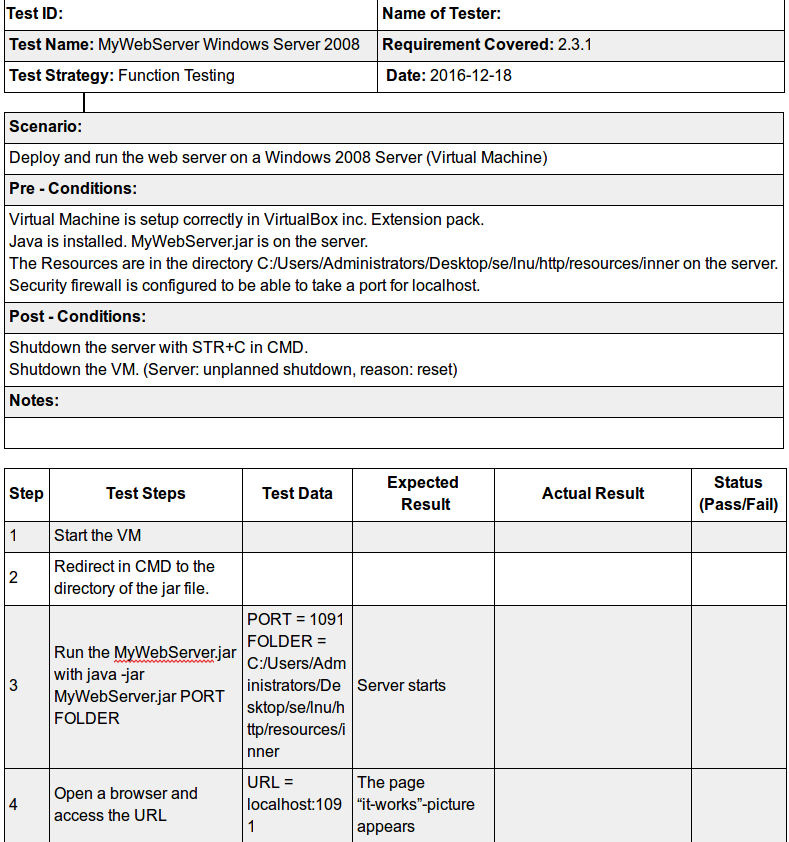 Test ID: Name of Tester:
Test Name: MyWebServer Windows Server 2008 Requirement Covered: 2.3.1
Test Strategy: Function Testing Date: 2016-12-18
Scenario:
Deploy and run the web server on a Windows 2008 Server (Virtual Machine)
Pre - Conditions:
Virtual Machine is setup correctly in VirtualBox inc. Extension pack.
Java is installed. MyWebServer.jar is on the server.
The Resources are in the directory C:/Users/Administrators/Desktop/se/lnu/http/resources/inner on the server.
Security firewall is configured to be able to take a port for localhost.
Post - Conditions:
Shutdown the server with STR+C in CMD.
Shutdown the VM. (Server: unplanned shutdown, reason: reset)
Notes:
Step
Test Steps
Test Data
Expected
Result
Actual Result
Status
(Pass/Fail)
1
Start the VM
2
Redirect in CMD to the
directory of the jar file.
3
Run the MyWebServer.jar
with java -jar
MyWebServer.jar PORT
FOLDER
PORT = 1091
FOLDER =
C:/Users/Adm
inistrators/De
sktop/se/lnu/h
ttp/resources/i
nner
Server starts
4
Open a browser and
access the URL
URL =
localhost:109
1
The page
“it-works”-picture
appears